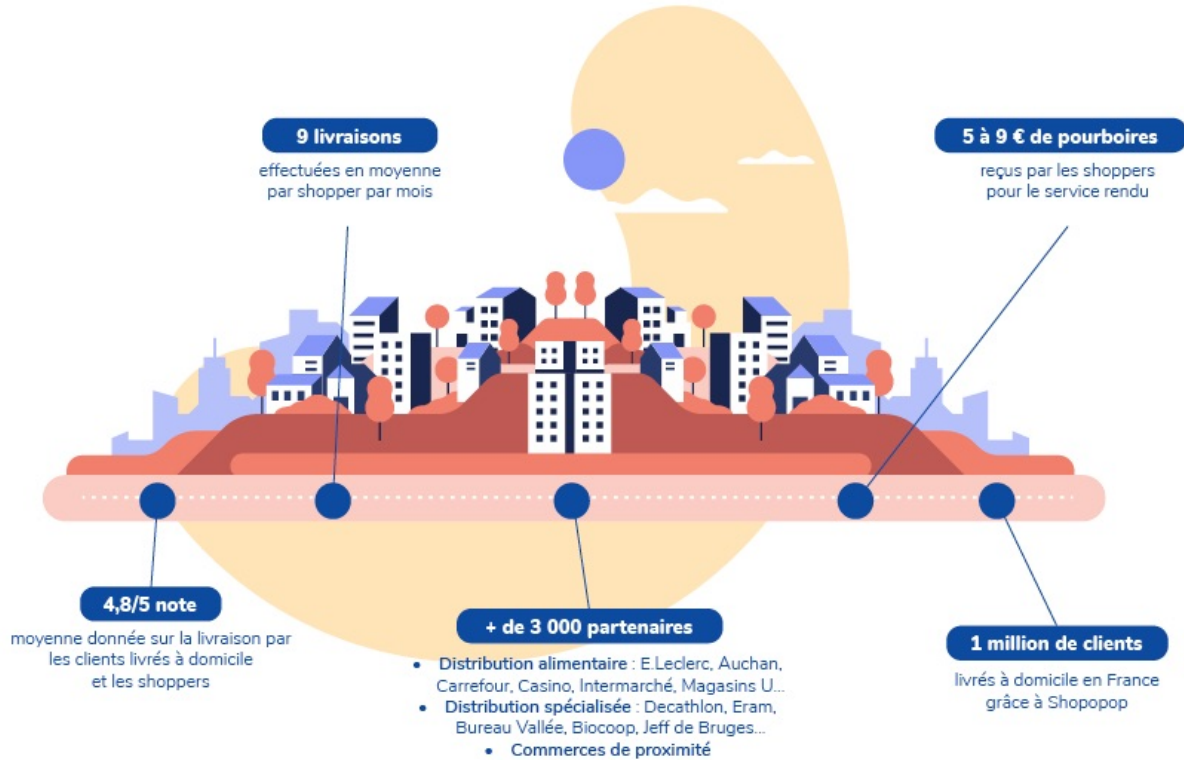 9 livraisons
effectuées en moyenne
par shopper par mois
5 à 9 € de pourboires
reçus par les shoppers
pour le service rendu
4,8/5 note
moyenne donnée sur la livraison par
les clients livrés à domicile
et les shoppers
+ de 3 000 partenaires
• Distribution alimentaire : E.Leclerc, Auchan,
Carrefour, Casino, Intermarché, Magasins U...
• Distribution spécialisée : Decathlon, Eram,
Bureau Vallée, Biocoop, Jeff de Bruges...
• Commerces de proximité
1 million de clients
livrés à domicile en France
grâce à Shopopop